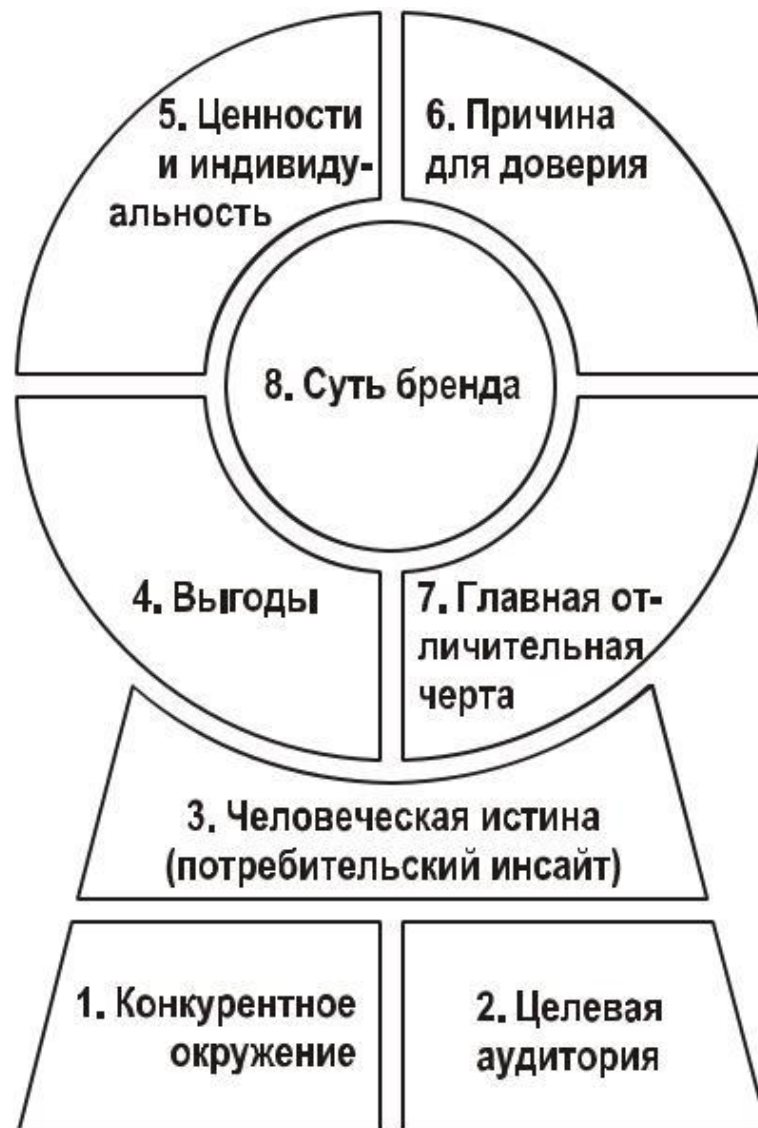 5. Ценности
и индивиду-
альность
6. Причина
для доверия
8. Суть бренда
4. Выгоды
7. Главная от-
личительная
черта
3. Человеческая истина
(потребительский инсайт)
1. Конкурентное
окружение
2. Целевая
аудитория